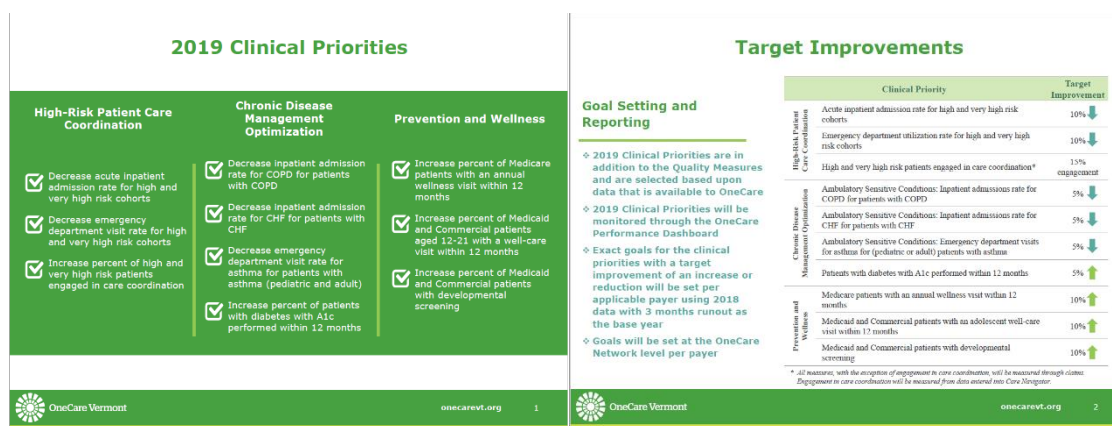 2019 Clinical Priorities
High-Risk Patient Care
Coordination
Decrease acute inpatient
admission rate for high and
very high risk cohorts
Decrease emergency
department visit rate for high
and very high risk cohorts
Increase percent of high and
very high risk patients
engaged in care coordination
Chronic Disease
Management
Optimization
Decrease inpatient admission
rate for COPD for patients
with COPD
Decrease inpatient admission
rate for CHF for patients with
CHF
Decrease emergency
department visit rate for
asthma for patients with
asthma (pediatric and adult)
Increase percent of patients
with diabetes with A1c
performed within 12 months
Prevention and Wellness
Increase percent of Medicare
patients with an annual
wellness visit within 12
months
Increase percent of Medicaid
and Commercial patients
aged 12-21 with a well-care
visit within 12 months
Increase percent of Medicaid
and Commercial patients
with developmental
screening
OneCare Vermont
onecarevt.org 1
Target Improvements
Goal Setting and
Reporting
2019 Clinical Priorities are in
addition to the Quality Measures
and are selected based upon
data that is available to OneCare
2019 Clinical Priorities will be
monitored through the OneCare
Performance Dashboard
Exact goals for the clinical
priorities with a target
improvement of an increase or
reduction will be set per
applicable payer using 2018
data with 3 months runout as
the base year
Goals will be set at the OneCare
Network level per payer
Clinical Priority
Target
Improvement
High-Risk Patient
Care Coordination
Acute inpatient admission rate for high and very high risk
cohorts
10%
Emergency department utilization rate for high and very high
risk cohorts
10%
High and very high risk patients engaged in care coordination*
15%
engagement
Chronic Disease
Management Optimization
Ambulatory Sensitive Conditions: Inpatient admissions rate for
COPD for patients with COPD
5%
Ambulatory Sensitive Conditions: Inpatient admissions rate for
CHF for patients with CHF
5%
Ambulatory Sensitive Conditions: Emergency department visits
for asthma for (pediatric or adult) patients with asthma
5%
Patients with diabetes with A1c performed within 12 months
5%
Prevention and
Wellness
Medicare patients with an annual wellness visit within 12
months
10%
Medicaid and Commercial patients with an adolescent well-care
visit within 12 months
10%
Medicaid and Commercial patients with developmental
screening
10%
* All measures, with the exception of engagement in care coordination, will be measured through claims.
Engagement in care coordination will be measured from data entered into Care Navigator.
OneCare Vermont
onecarevt.org 2